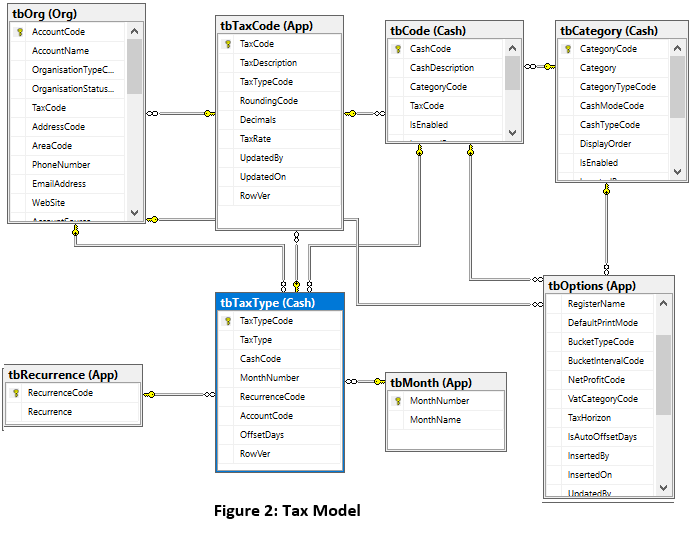 tbOrg (Org)
AccountCode
AccountName
OrganisationTypeC...
OrganisationStatus...
TaxCode
AddressCode
AreaCode
PhoneNumber
EmailAddress
WebSite
AccountSource
tbTaxCode (App)
TaxCode
TaxDescription
TaxTypeCode
RoundingCode
Decimals
TaxRate
UpdatedBy
UpdatedOn
RowVer
tbCode (Cash)
CashCode
CashDescription
CategoryCode
TaxCode
IsEnabled
tbCategory (Cash)
CategoryCode
Category
CategoryTypeCode
CashModeCode
CashTypeCode
DisplayOrder
IsEnabled
tbTaxType (Cash)
TaxTypeCode
TaxType
CashCode
MonthNumber
RecurrenceCode
AccountCode
OffsetDays
RowVer
tbOptions (App)
RegisterName
DefaultPrintMode
BucketTypeCode
BucketIntervalCode
NetProfitCode
VatCategoryCode
TaxHorizon
IsAutoOffsetDays
InsertedBy
InsertedOn
UpdatedBy
tbRecurrence (App)
RecurrenceCode
Recurrence
tbMonth (App)
MonthNumber
MonthName
Figure 2: Tax Model